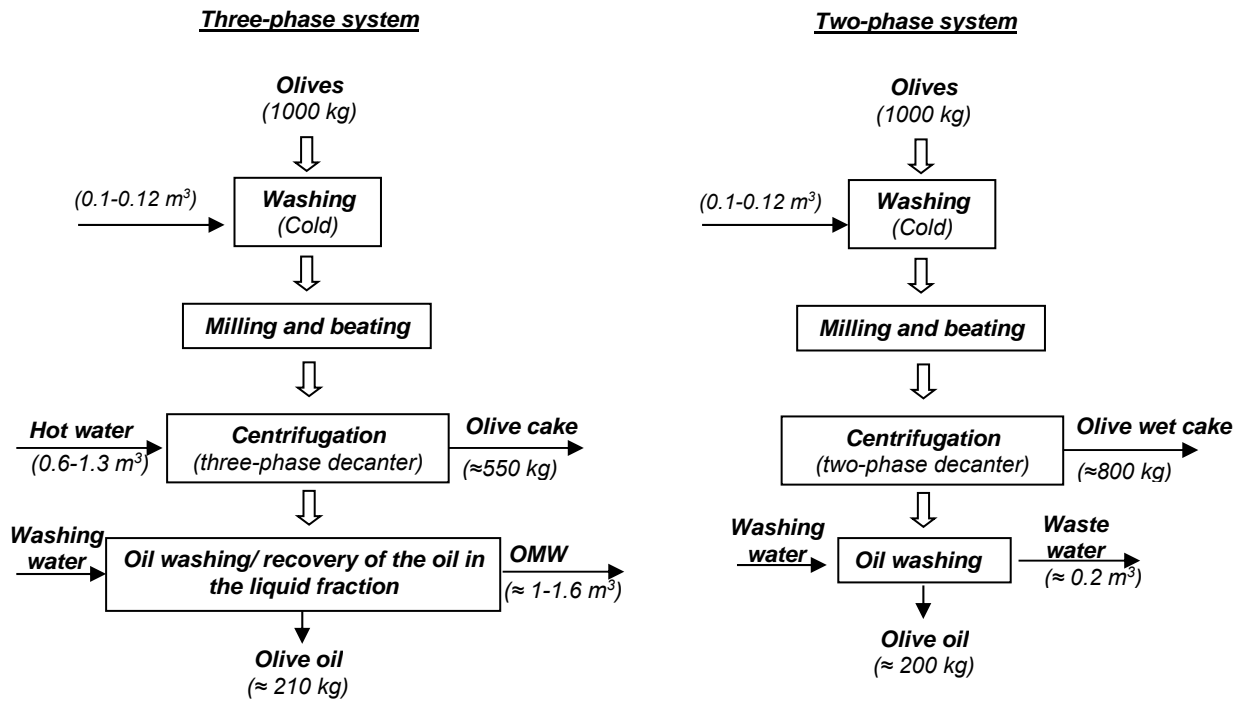 Three-phase system
Olives
(1000 kg)
(0.1-0.12 m³)
Washing
(Cold)
Milling and beating
Hot water
(0.6-1.3 m³)
Centrifugation
(three-phase decanter)
Olive cake
(≈550 kg)
Washing
water
Oil washing/ recovery of the oil in
the liquid fraction
OMW
(≈ 1-1.6 m³)
Olive oil
(≈ 210 kg)
Two-phase system
Olives
(1000 kg)
(0.1-0.12 m³)
Washing
(Cold)
Milling and beating
Centrifugation
(two-phase decanter)
Olive wet cake
(≈800 kg)
Washing
water
Oil washing
Waste
water
(≈ 0.2 m³)
Olive oil
(≈ 200 kg)